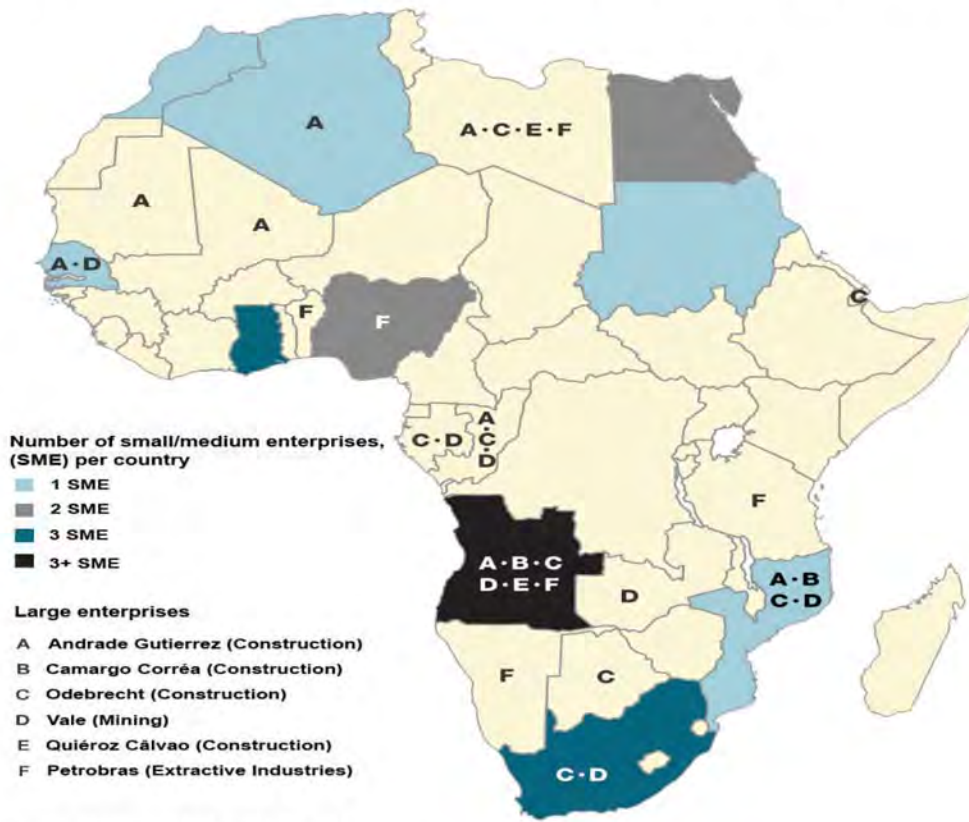 A
A · C · E · F
A
A
A · D
F
F
C
C · D
A
·
C
·
D
Number of small/medium enterprises,
(SME) per country
1 SME
2 SME
3 SME
3+ SME
F
A · B · C
D · E · F
A · B
C · D
D
F
C
C · D
Large enterprises
A Andrade Gutierrez (Construction)
B Camargo Corréa (Construction)
C Odebrecht (Construction)
D Vale (Mining)
E Quiéroz Câlvao (Construction)
F Petrobras (Extractive Industries)